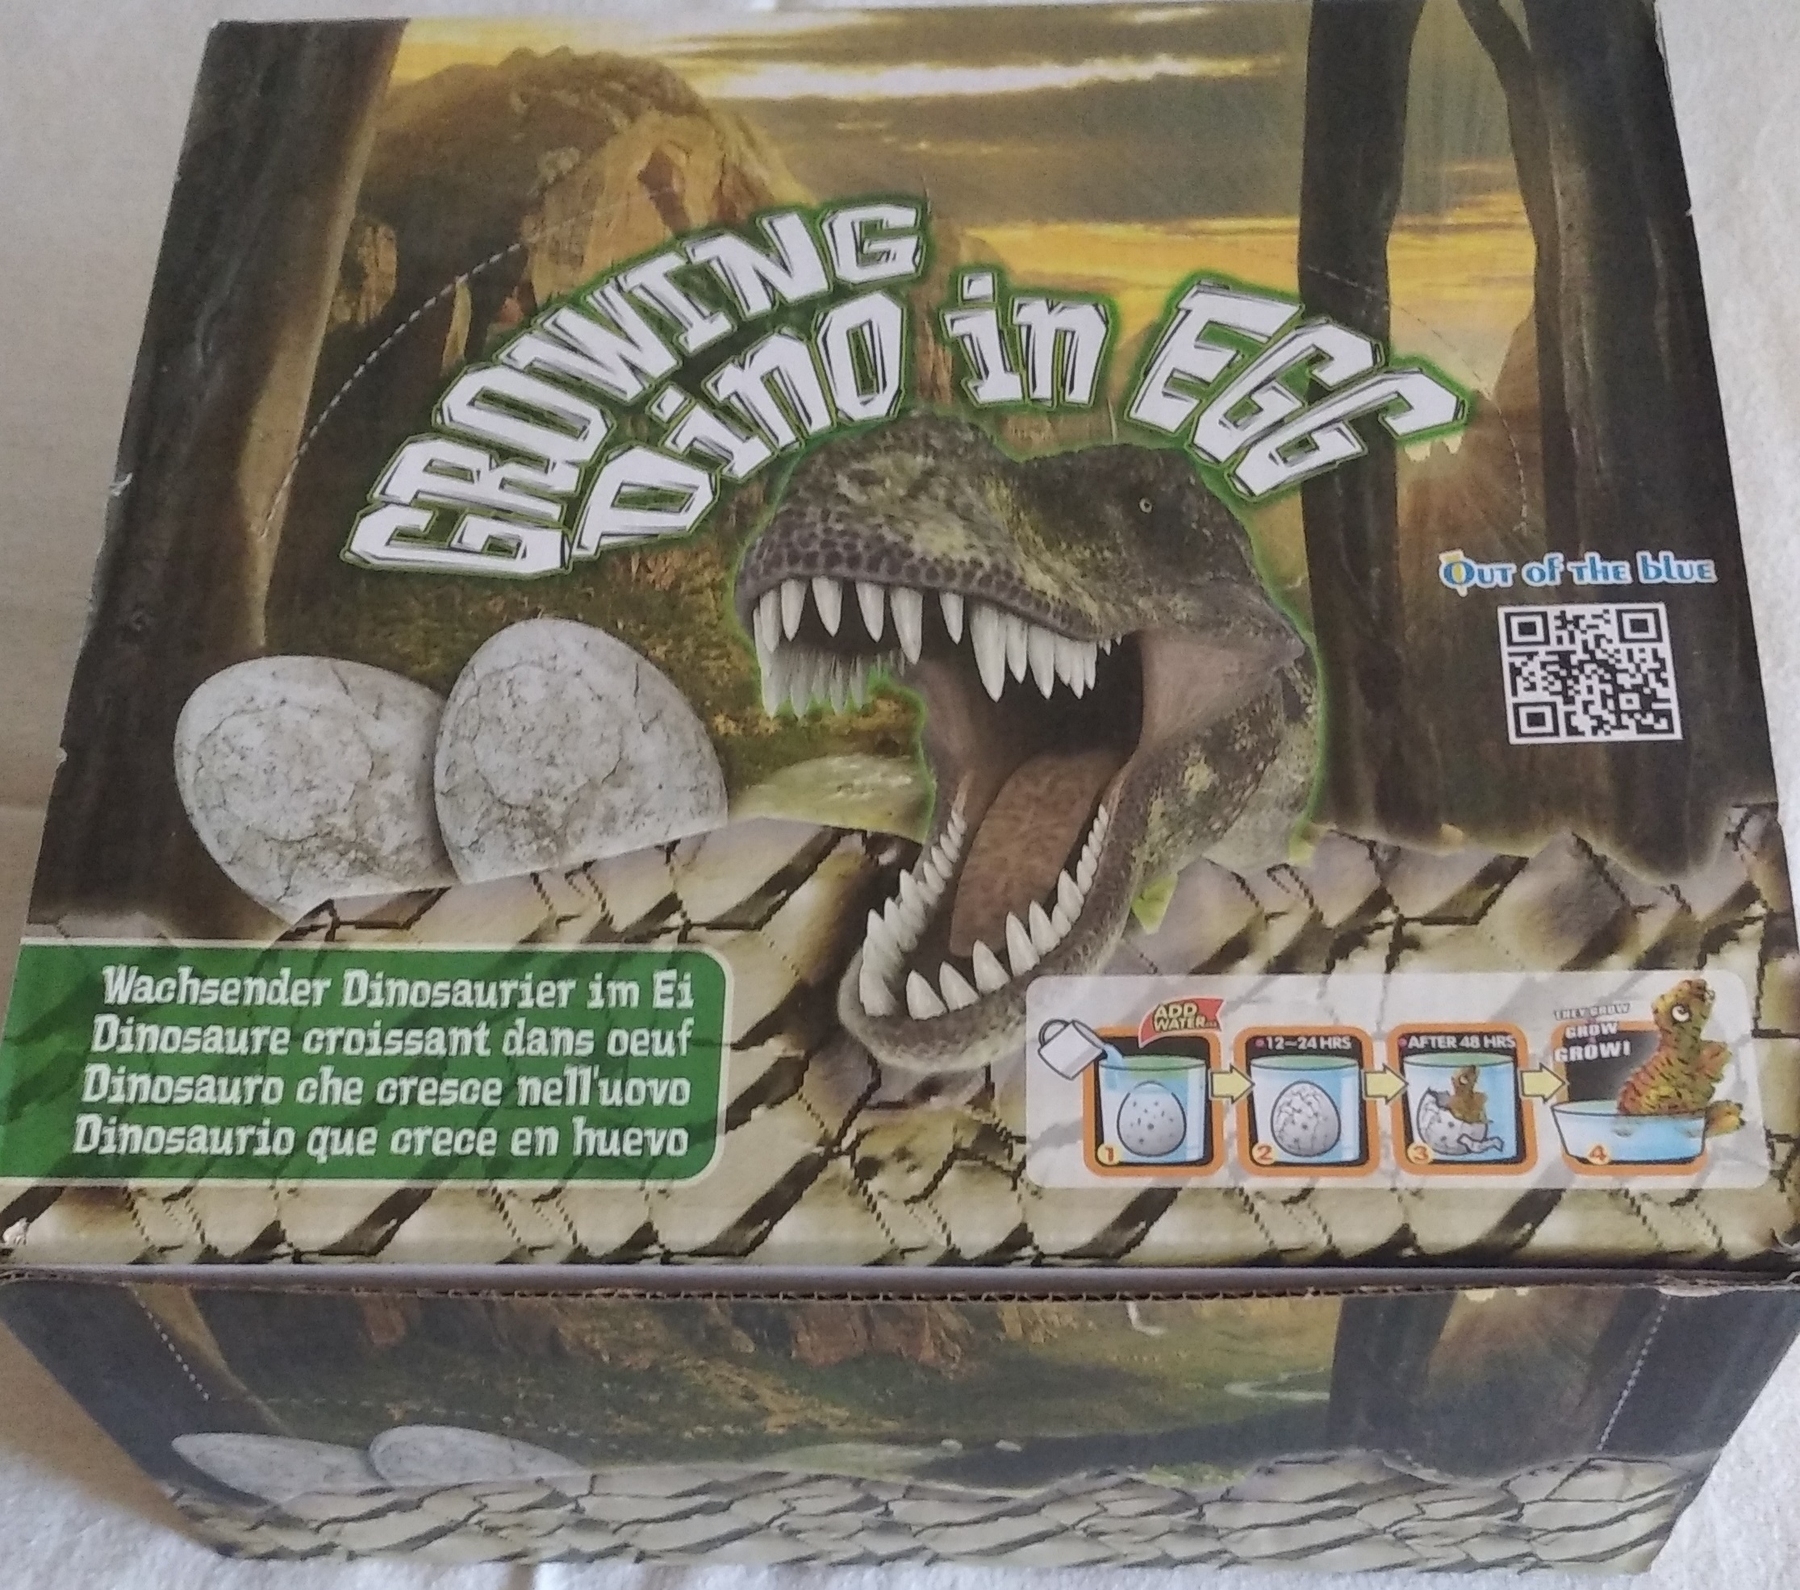 GROWING
Dino in EGG
Out of the blue
Wachsender Dinosaurier im Ei
Dinosaure croissant dans oeuf
Dinosauro che cresce nell'uovo
Dinosaurio que crece en huevo
ADD
WATER...
12~24 HRS
AFTER 48 HRS
THEY GROW
GROW
GROW!
1
2
3
4